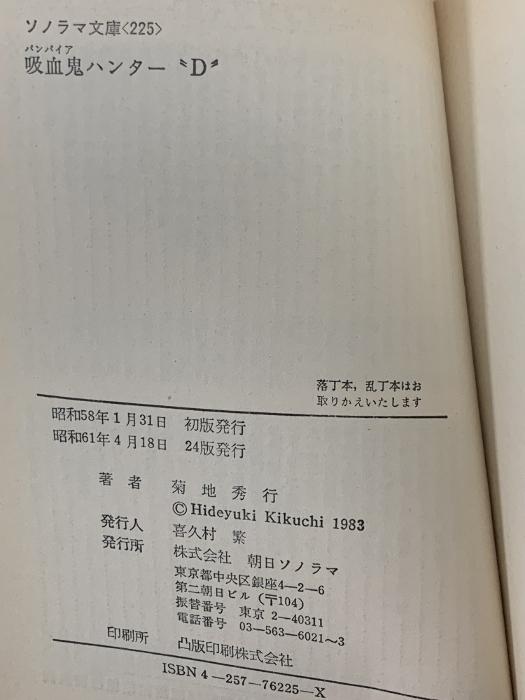 ソノラマ文庫<225>
バンパイア
吸血鬼ハンター〝D〟
落丁本，乱丁本はお
取りかえいたします
昭和58年1月31日 初版発行
昭和61年4月18日 24版発行
著者 菊地秀行
©Hideyuki Kikuchi 1983
発行人 喜久村 繁
発行所 株式会社 朝日ソノラマ
東京都中央区銀座4―2―6
第二朝日ビル (〒104)
振替番号 東京 2―40311
電話番号 03―563―6021〜3
印刷所 凸版印刷株式会社
ISBN 4―257―76225―X